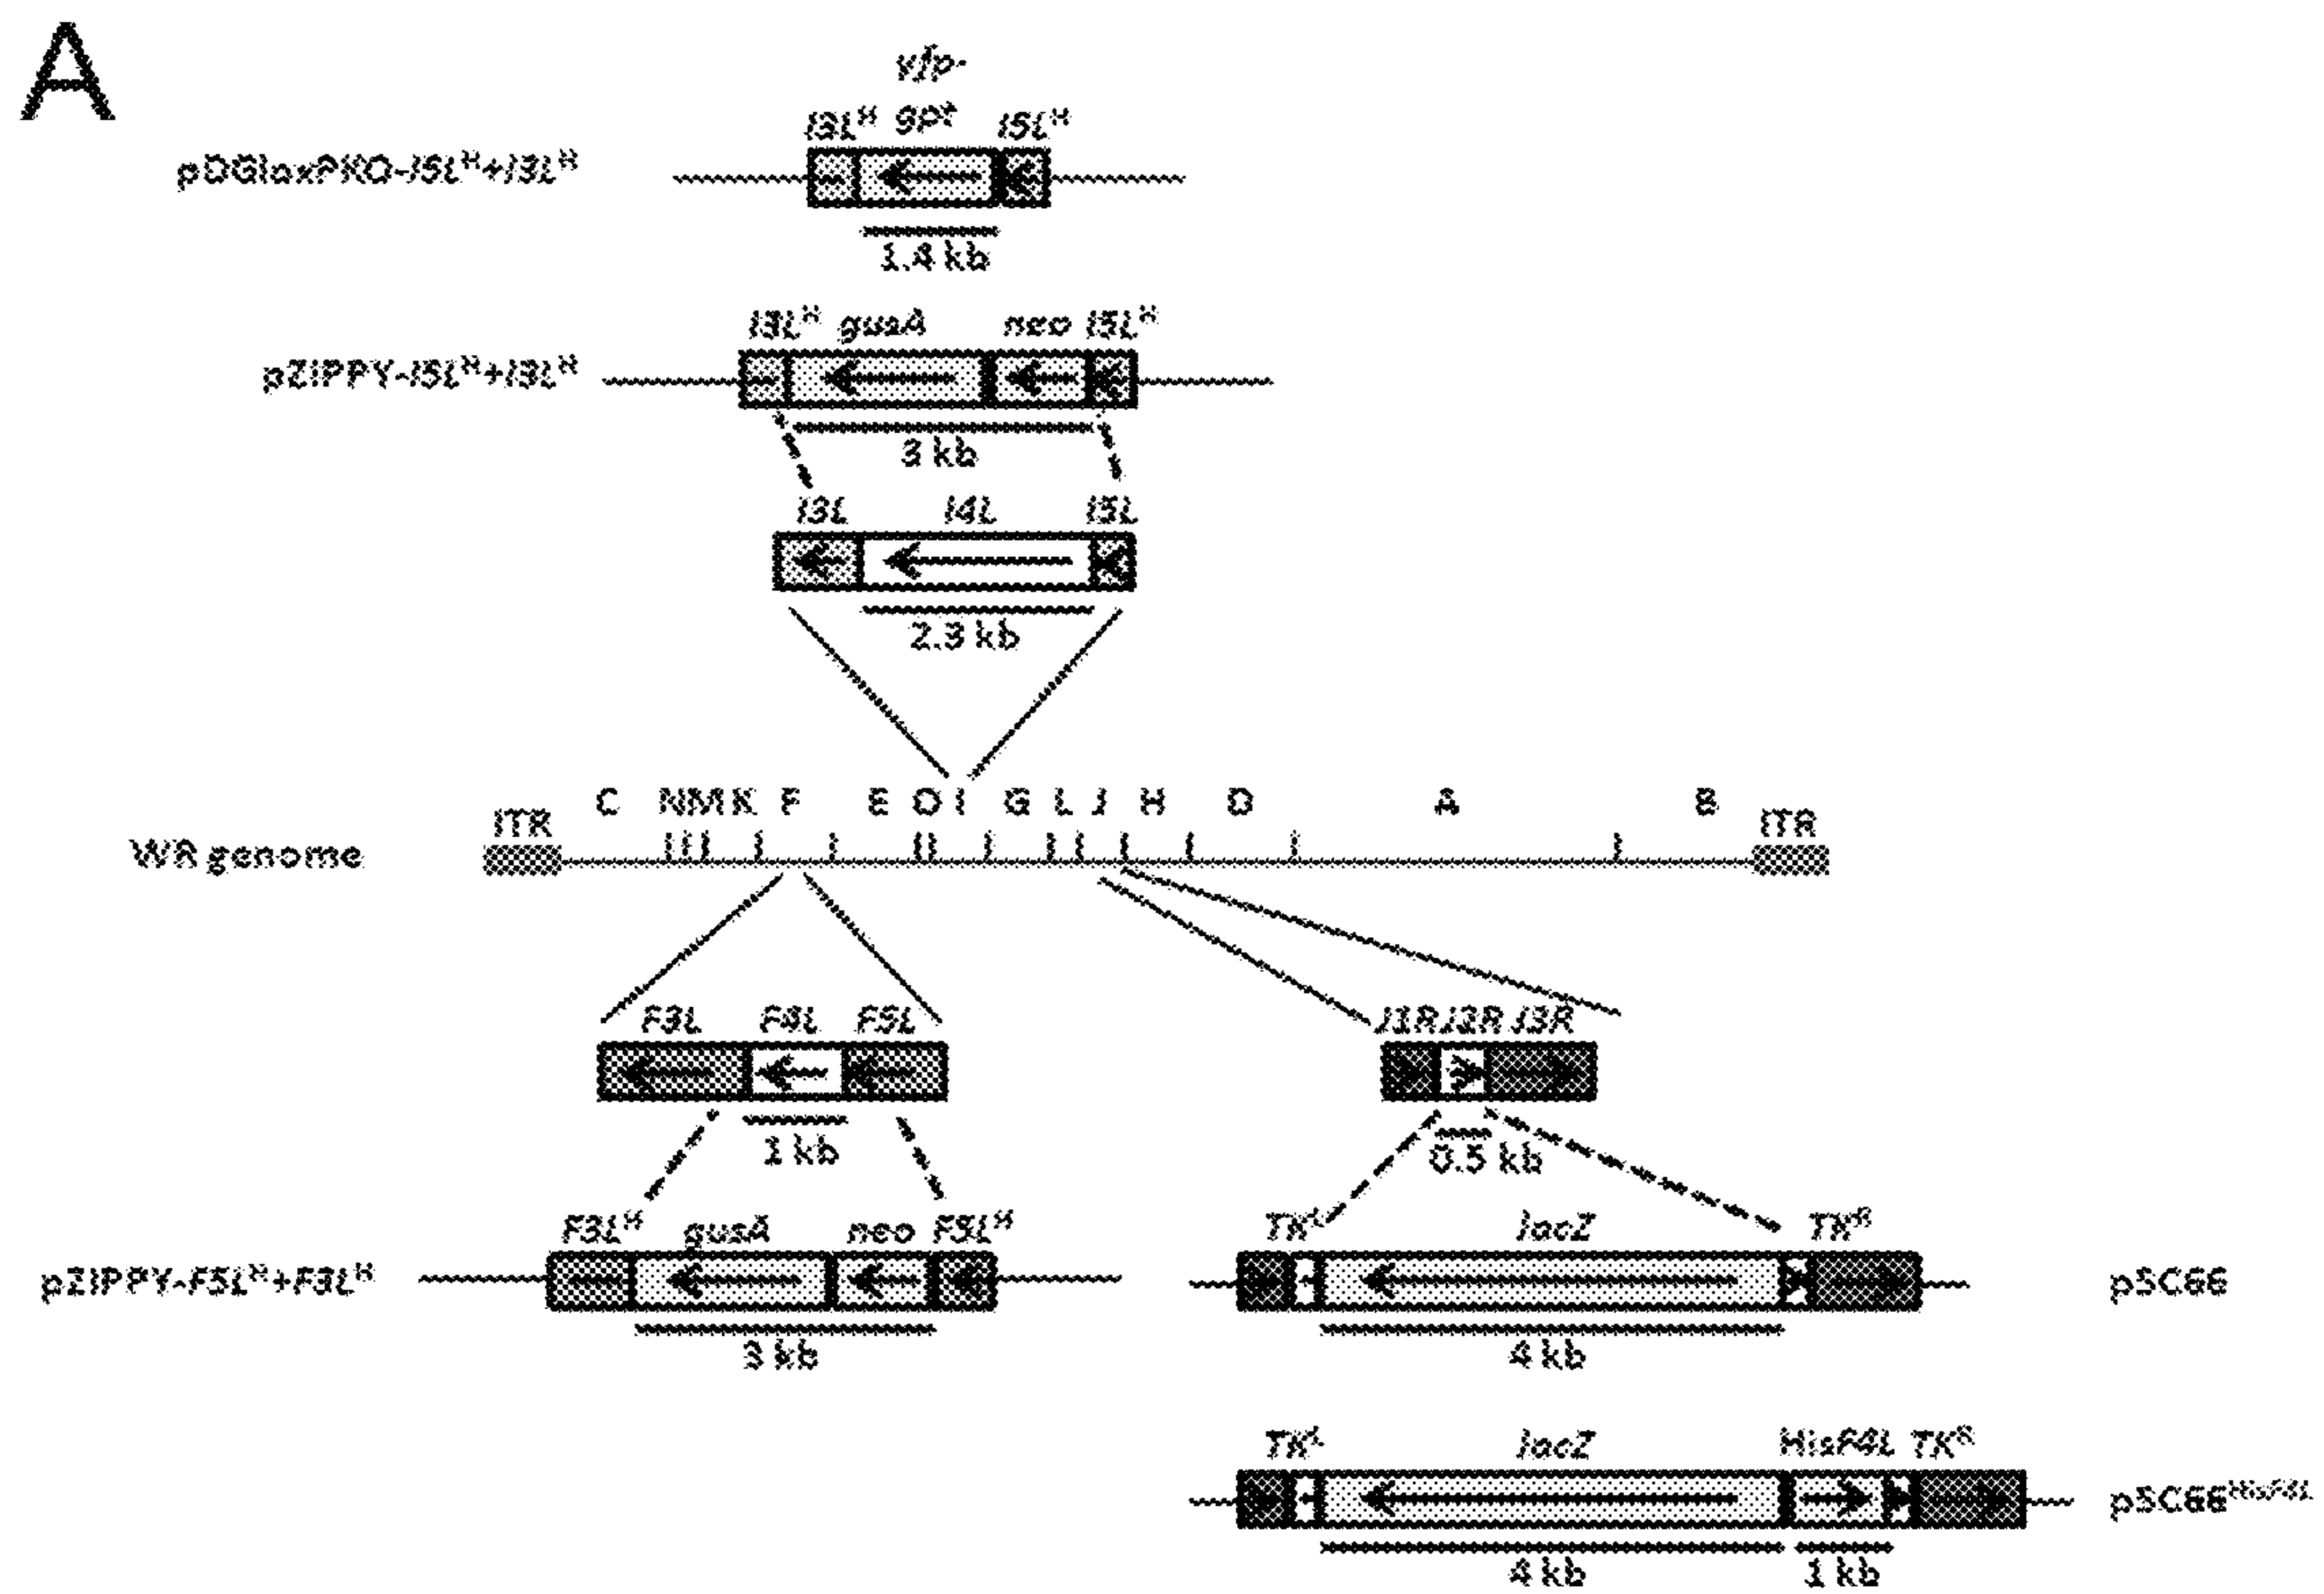 A
yfp-
gpt
I3L^H I5L^H
pDGloxPKO-I5L^H+I3L^H
1.4 kb
I3L^H gusA neo I5L^H
pZIPPY-I5L^H+I3L^H
3 kb
I3L I4L I5L
2.3 kb
C N M K F E O I G L J H D A B
ITR ITR
WR genome
F3L F4L F5L J1R J2R J3R
1 kb 0.5 kb
F3L^H gusA neo F5L^H TK^L lacZ TK^R
pZIPPY-F5L^H+F3L^H pSC66
3 kb 4 kb
TK^L lacZ HisF4L TK^R
pSC66^HisF4L
4 kb 1 kb